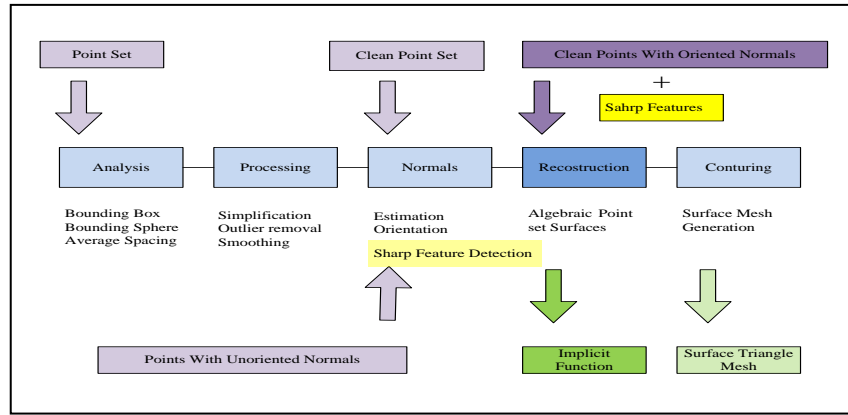 Point Set
Clean Point Set
Clean Points With Oriented Normals
+
Sahrp Features
Analysis
Processing
Normals
Recostruction
Conturing
Bounding Box
Bounding Sphere
Average Spacing
Simplification
Outlier removal
Smoothing
Estimation
Orientation
Sharp Feature Detection
Algebraic Point
set Surfaces
Surface Mesh
Generation
Points With Unoriented Normals
Implicit
Function
Surface Triangle
Mesh